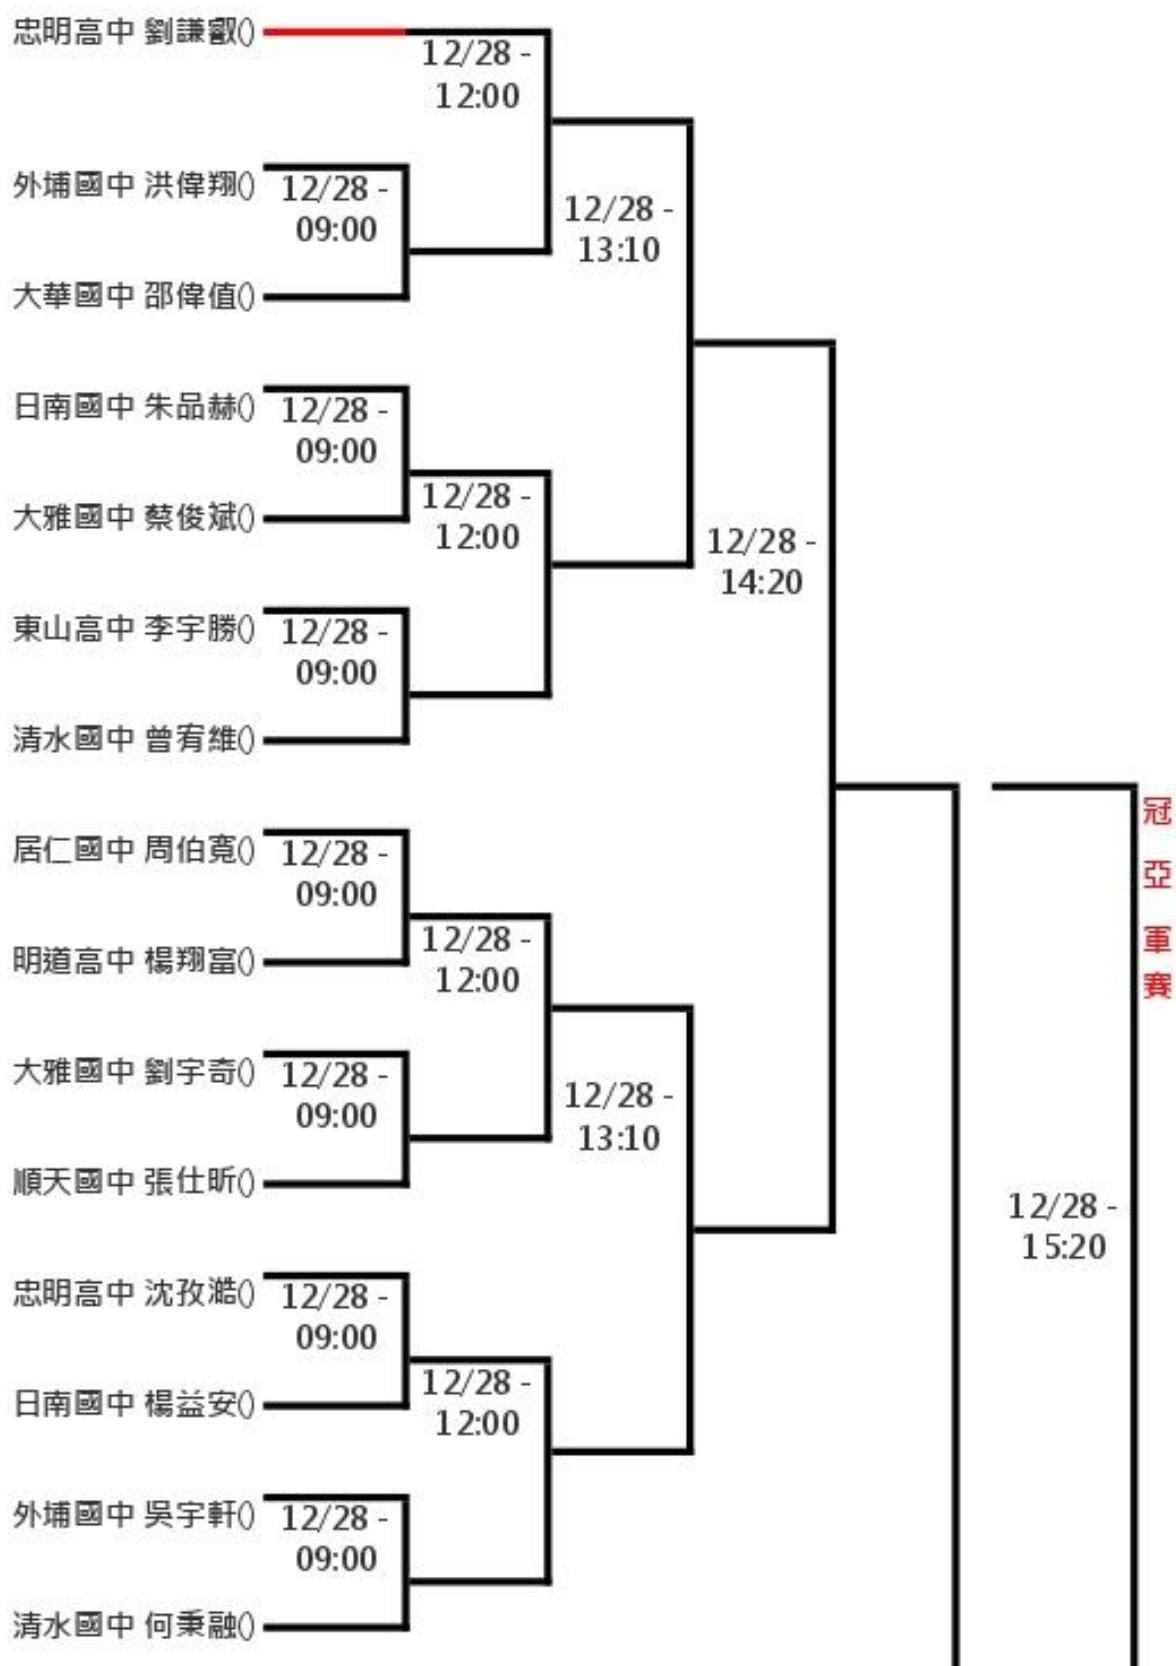 忠明高中 劉謙叡()
12/28 -
12:00
外埔國中 洪偉翔()
12/28 -
09:00
12/28 -
13:10
大華國中 邵偉值()
日南國中 朱品赫()
12/28 -
09:00
大雅國中 蔡俊斌()
12/28 -
12:00
12/28 -
14:20
東山高中 李宇勝()
12/28 -
09:00
清水國中 曾宥維()
冠
亞
軍
賽
居仁國中 周伯寬()
12/28 -
09:00
明道高中 楊翔富()
12/28 -
12:00
大雅國中 劉宇奇()
12/28 -
09:00
12/28 -
13:10
順天國中 張仕昕()
12/28 -
15:20
忠明高中 沈孜澔()
12/28 -
09:00
日南國中 楊益安()
12/28 -
12:00
外埔國中 吳宇軒()
12/28 -
09:00
清水國中 何秉融()